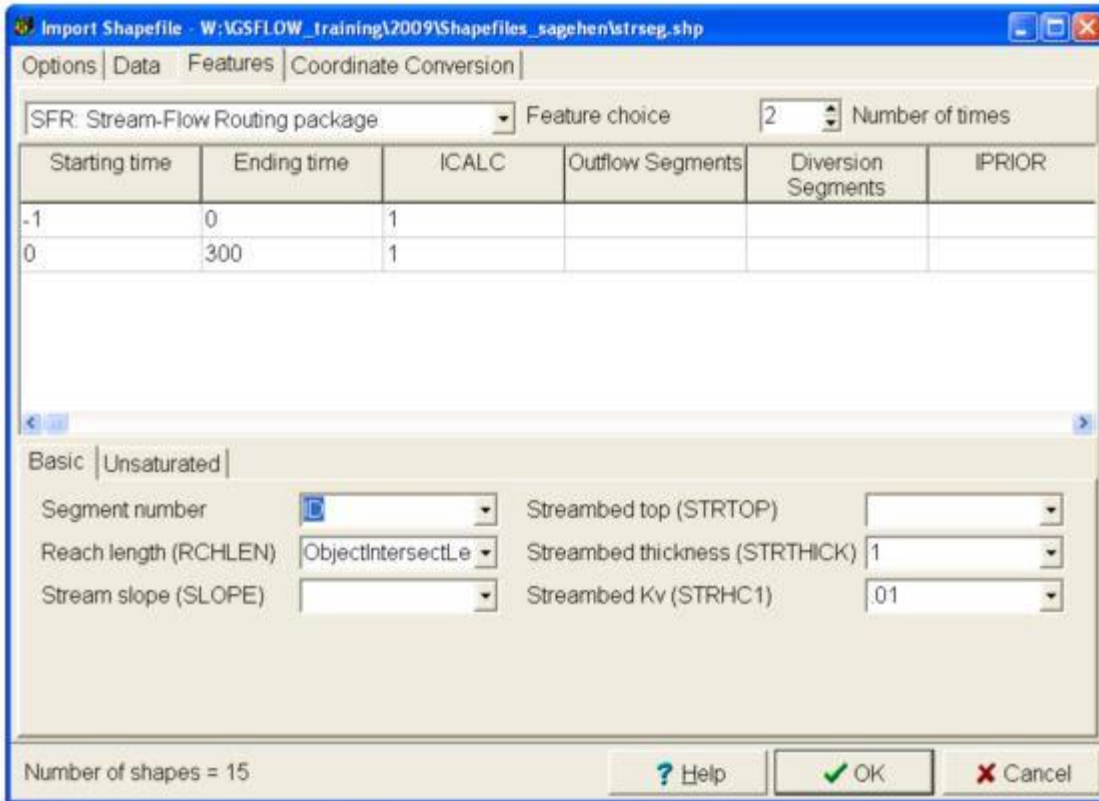 Import Shapefile - W:\GSFLOW_training\2009\Shapefiles_sagehen\strseg.shp
Options Data Features Coordinate Conversion
SFR: Stream-Flow Routing package Feature choice 2 Number of times
Starting time Ending time ICALC Outflow Segments Diversion Segments IPRIOR
-1 0 1
0 300 1
Basic Unsaturated
Segment number ID Streambed top (STRTOP)
Reach length (RCHLEN) ObjectIntersectLe Streambed thickness (STRTHICK) 1
Stream slope (SLOPE) Streambed Kv (STRHC1) .01
Number of shapes = 15 ? Help OK Cancel